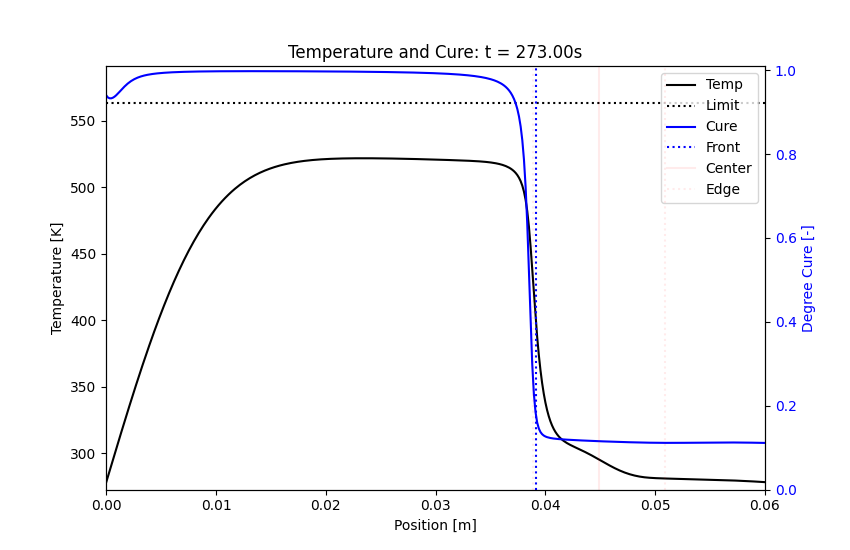 Temperature and Cure: t = 273.00s
Temp
Limit
Cure
Front
Center
Edge
550
500
450
400
350
300
Temperature [K]
1.0
0.8
0.6
0.4
0.2
0.0
Degree Cure [-]
0.00 0.01 0.02 0.03 0.04 0.05 0.06
Position [m]